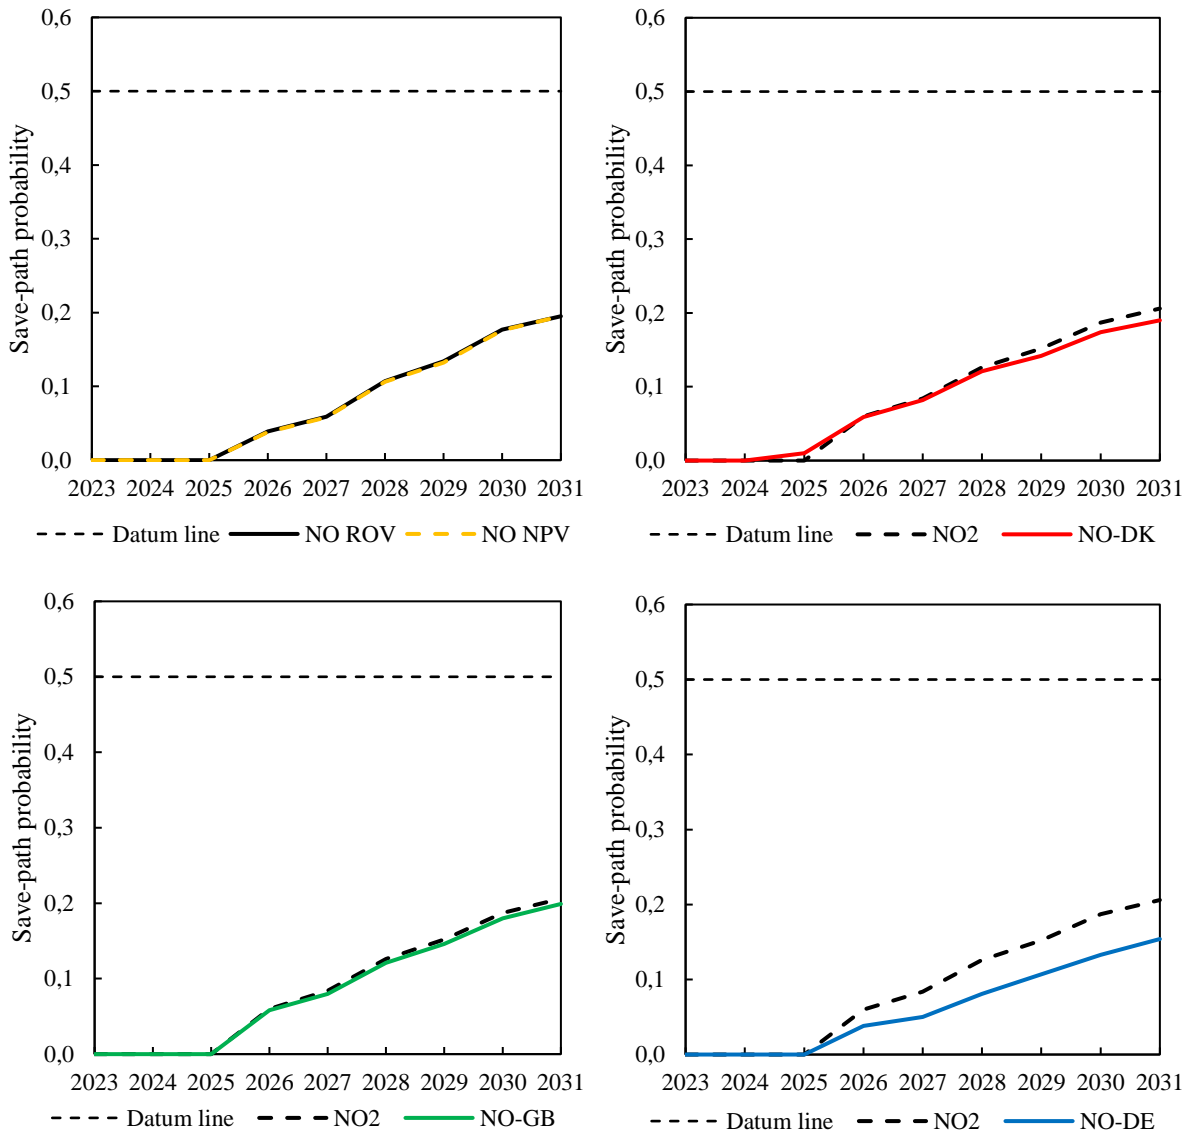 Save-path probability
0,6
0,5
0,4
0,3
0,2
0,1
0,0
2023 2024 2025 2026 2027 2028 2029 2030 2031
Datum line NO ROV NO NPV
Save-path probability
0,6
0,5
0,4
0,3
0,2
0,1
0,0
2023 2024 2025 2026 2027 2028 2029 2030 2031
Datum line NO2 NO-DK
Save-path probability
0,6
0,5
0,4
0,3
0,2
0,1
0,0
2023 2024 2025 2026 2027 2028 2029 2030 2031
Datum line NO2 NO-GB
Save-path probability
0,6
0,5
0,4
0,3
0,2
0,1
0,0
2023 2024 2025 2026 2027 2028 2029 2030 2031
Datum line NO2 NO-DE